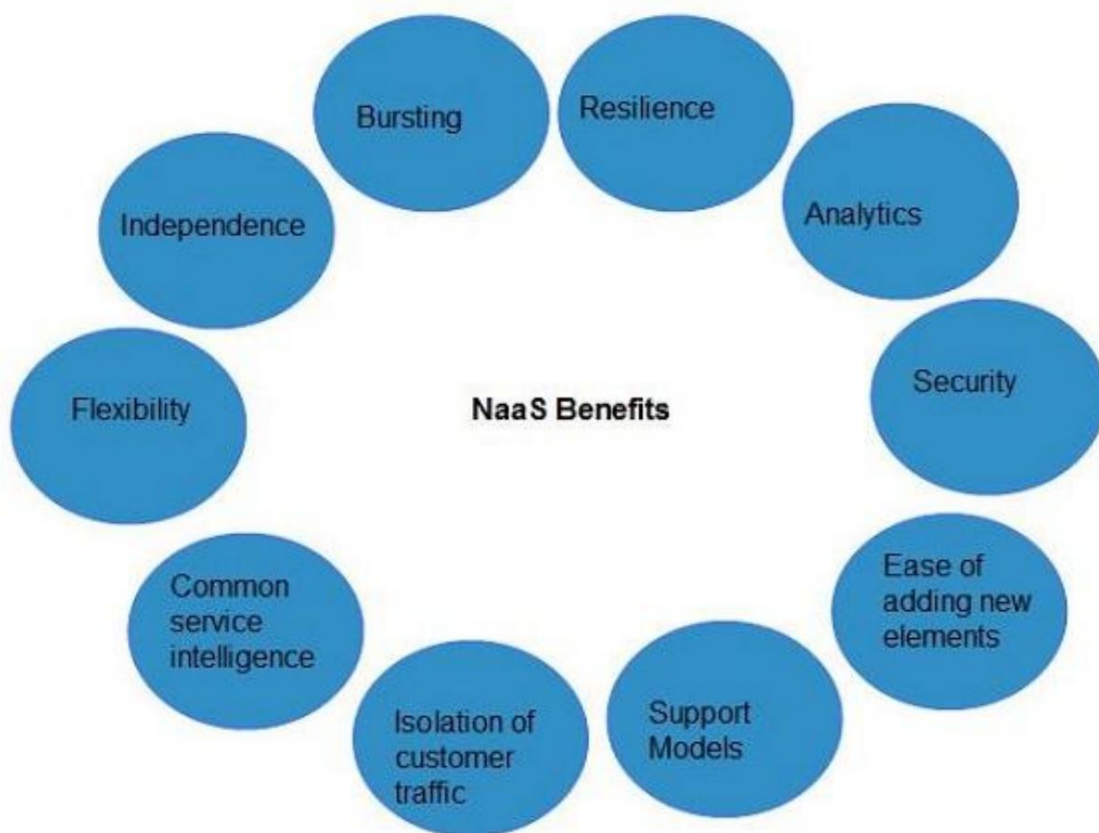 Bursting
Resilience
Independence
Analytics
Flexibility
NaaS Benefits
Security
Common
service
intelligence
Ease of
adding new
elements
Isolation of
customer
traffic
Support
Models